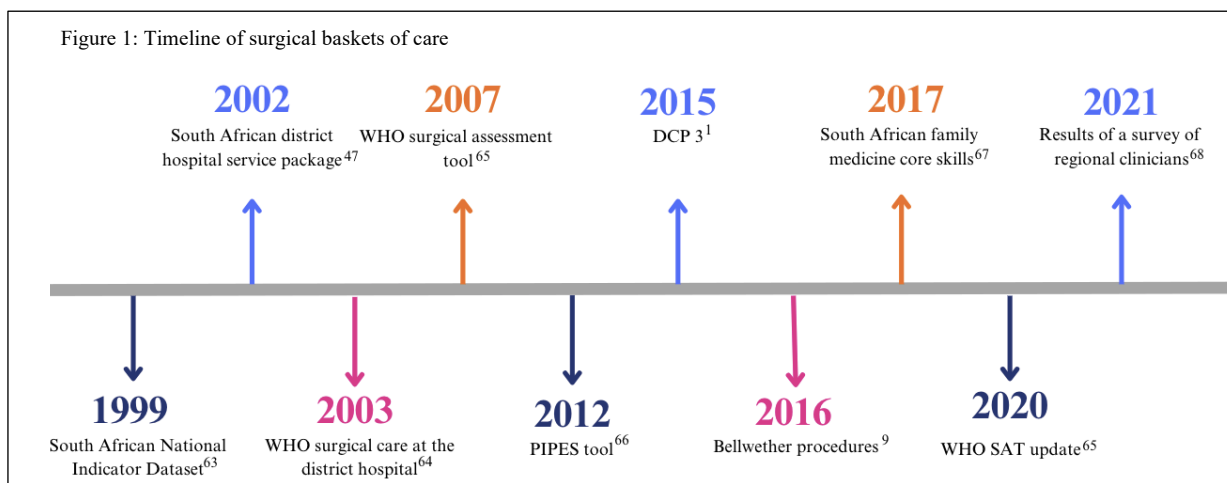 Figure 1: Timeline of surgical baskets of care
2002
South African district
hospital service package47
2007
WHO surgical assessment
tool65
2015
DCP 31
2017
South African family
medicine core skills67
2021
Results of a survey of
regional clinicians68
1999
South African National
Indicator Dataset63
2003
WHO surgical care at the
district hospital64
2012
PIPES tool66
2016
Bellwether procedures9
2020
WHO SAT update65